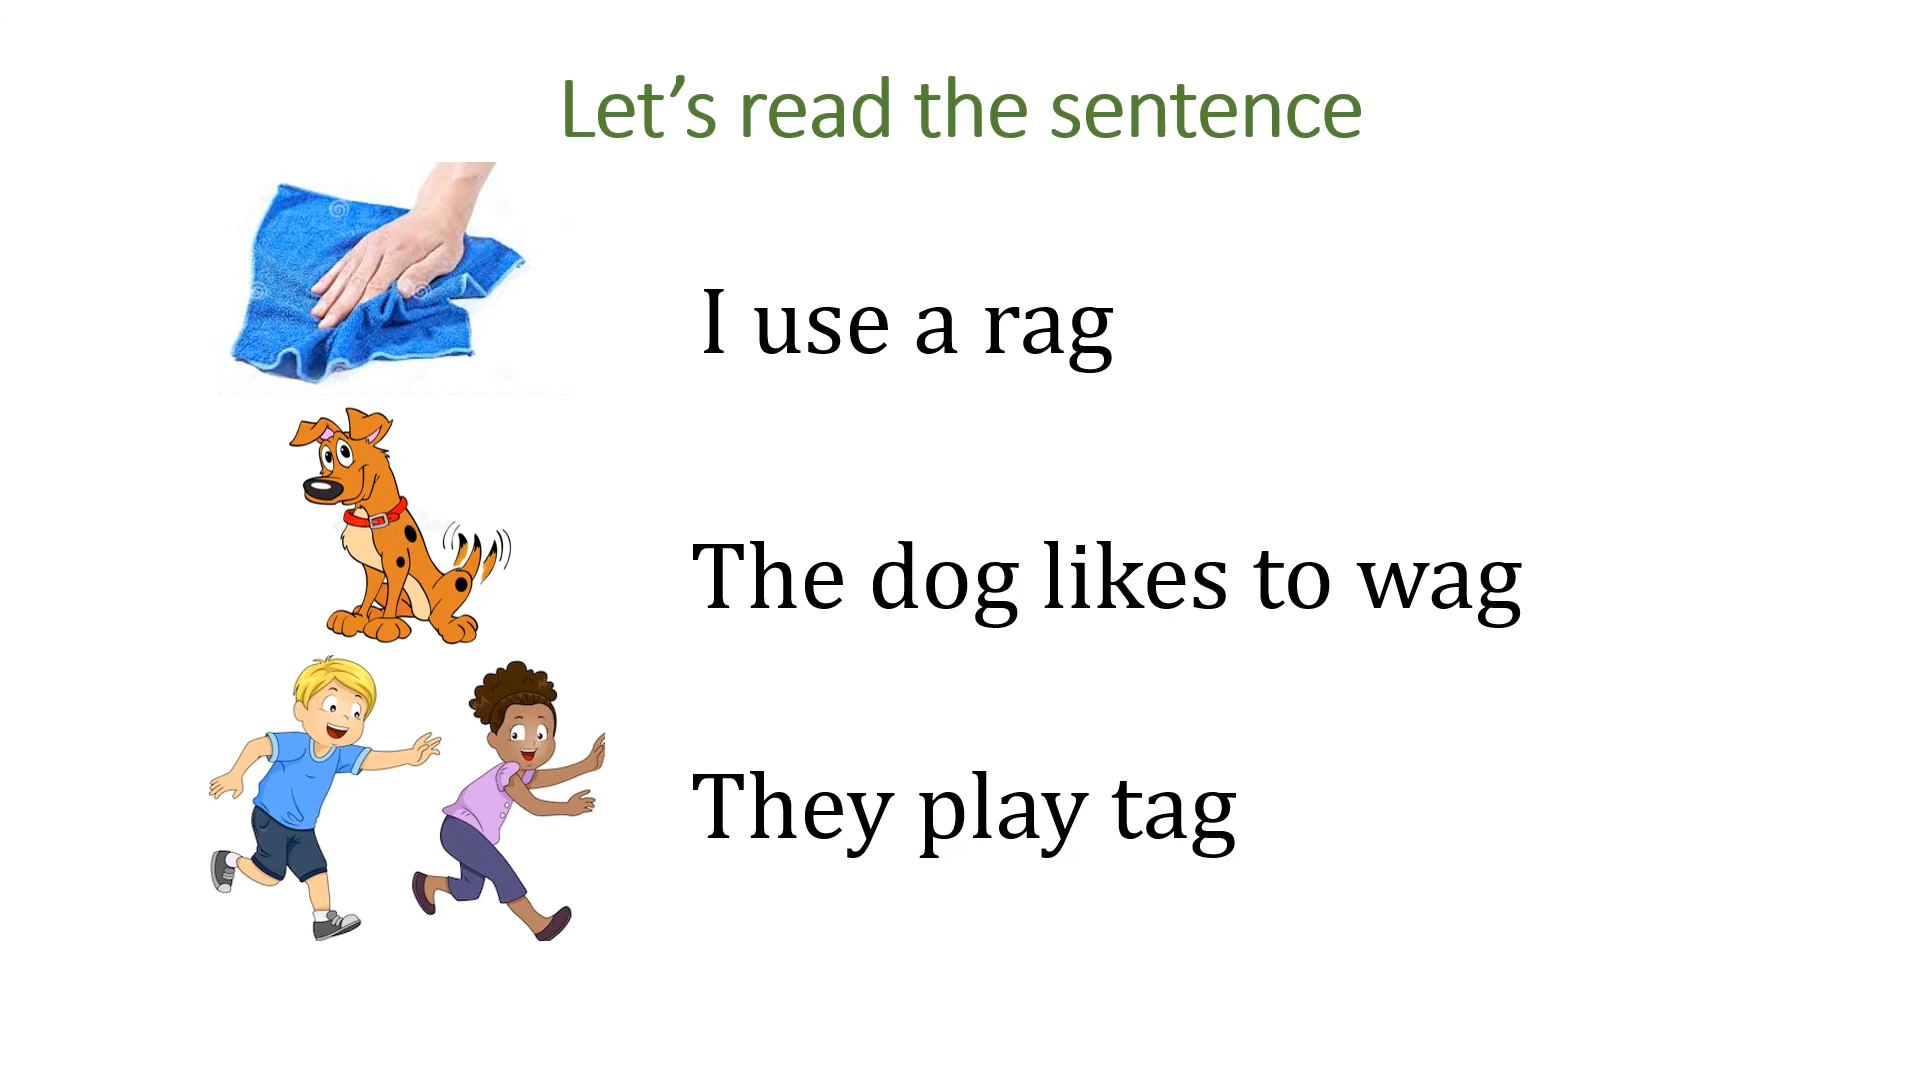 Let’s read the sentence
I use a rag
The dog likes to wag
They play tag